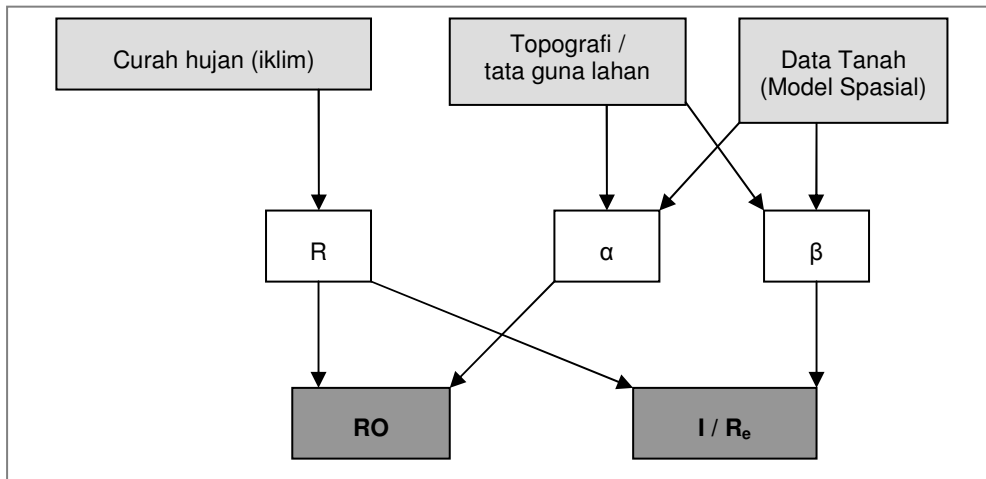 Curah hujan (iklim)
Topografi /
tata guna lahan
Data Tanah
(Model Spasial)
R
α
β
RO
I / Rₑ